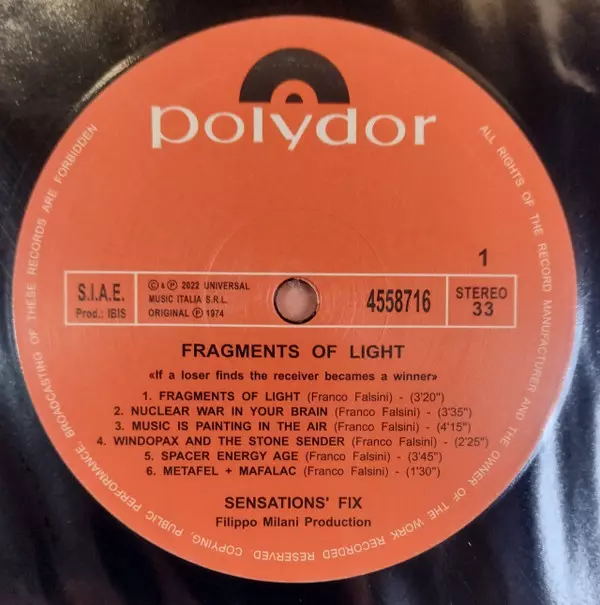 polydor
1
S.I.A.E.
Prod.: IBIS
© & ℗ 2022 UNIVERSAL
MUSIC ITALIA S.R.L.
ORIGINAL ℗ 1974
4558716
STEREO
33
FRAGMENTS OF LIGHT
«If a loser finds the receiver becames a winner»
1. FRAGMENTS OF LIGHT (Franco Falsini) - (3'20")
2. NUCLEAR WAR IN YOUR BRAIN (Franco Falsini) - (3'35")
3. MUSIC IS PAINTING IN THE AIR (Franco Falsini) - (4'15")
4. WINDOPAX AND THE STONE SENDER (Franco Falsini) - (2'25")
5. SPACER ENERGY AGE (Franco Falsini) - (3'45")
6. METAFEL + MAFALAC (Franco Falsini) - (1'30")
SENSATIONS' FIX
Filippo Milani Production
ALL RIGHTS OF THE RECORD MANUFACTURER AND THE OWNER OF THE WORK RECORDED RESERVED. COPYING, PUBLIC PERFORMANCE, BROADCASTING OF THESE RECORDS ARE FORBIDDEN